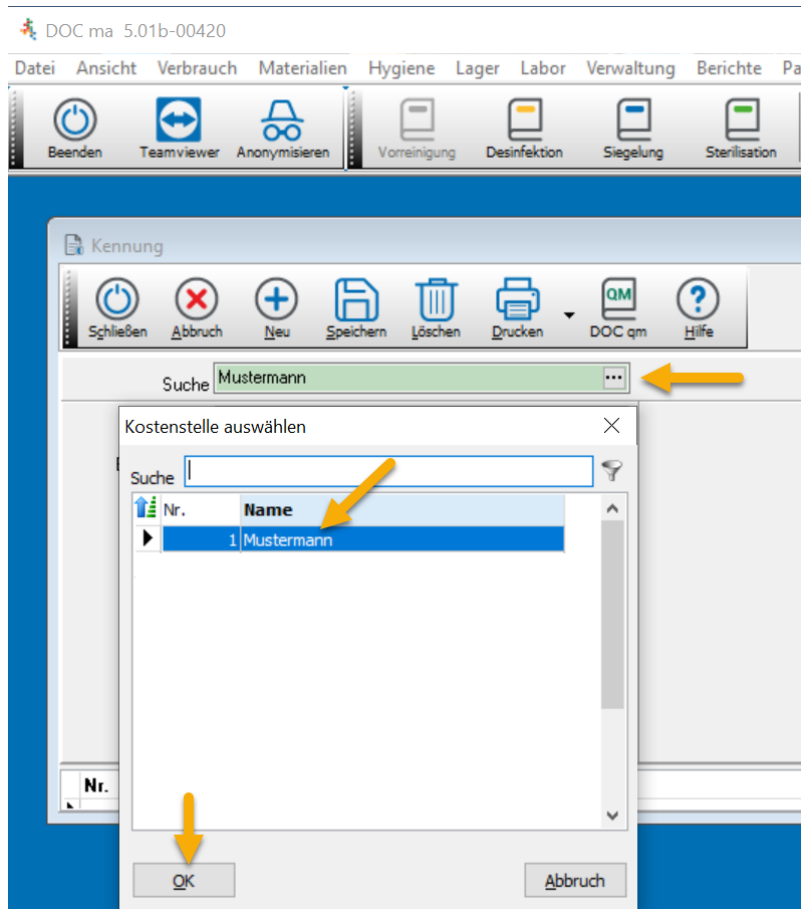 DOC ma 5.01b-00420
Datei Ansicht Verbrauch Materialien Hygiene Lager Labor Verwaltung Berichte Pa
Beenden Teamviewer Anonymisieren Vorreinigung Desinfektion Siegelung Sterilisation
Kennung
QM
Schließen Abbruch Neu Speichern Löschen Drucken DOC qm Hilfe
Suche Mustermann ...
Kostenstelle auswählen
Suche
Nr. Name
1 Mustermann
Nr.
OK Abbruch